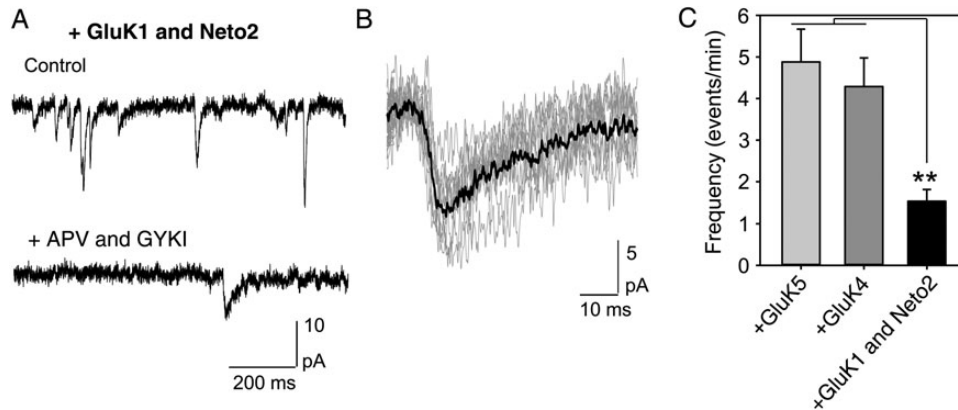 A
+ GluK1 and Neto2
Control
+ APV and GYKI
10
pA
200 ms
B
5
pA
10 ms
C
Frequency (events/min)
6
5
4
3
2
1
0
**
+GluK5
+GluK4
+GluK1 and Neto2